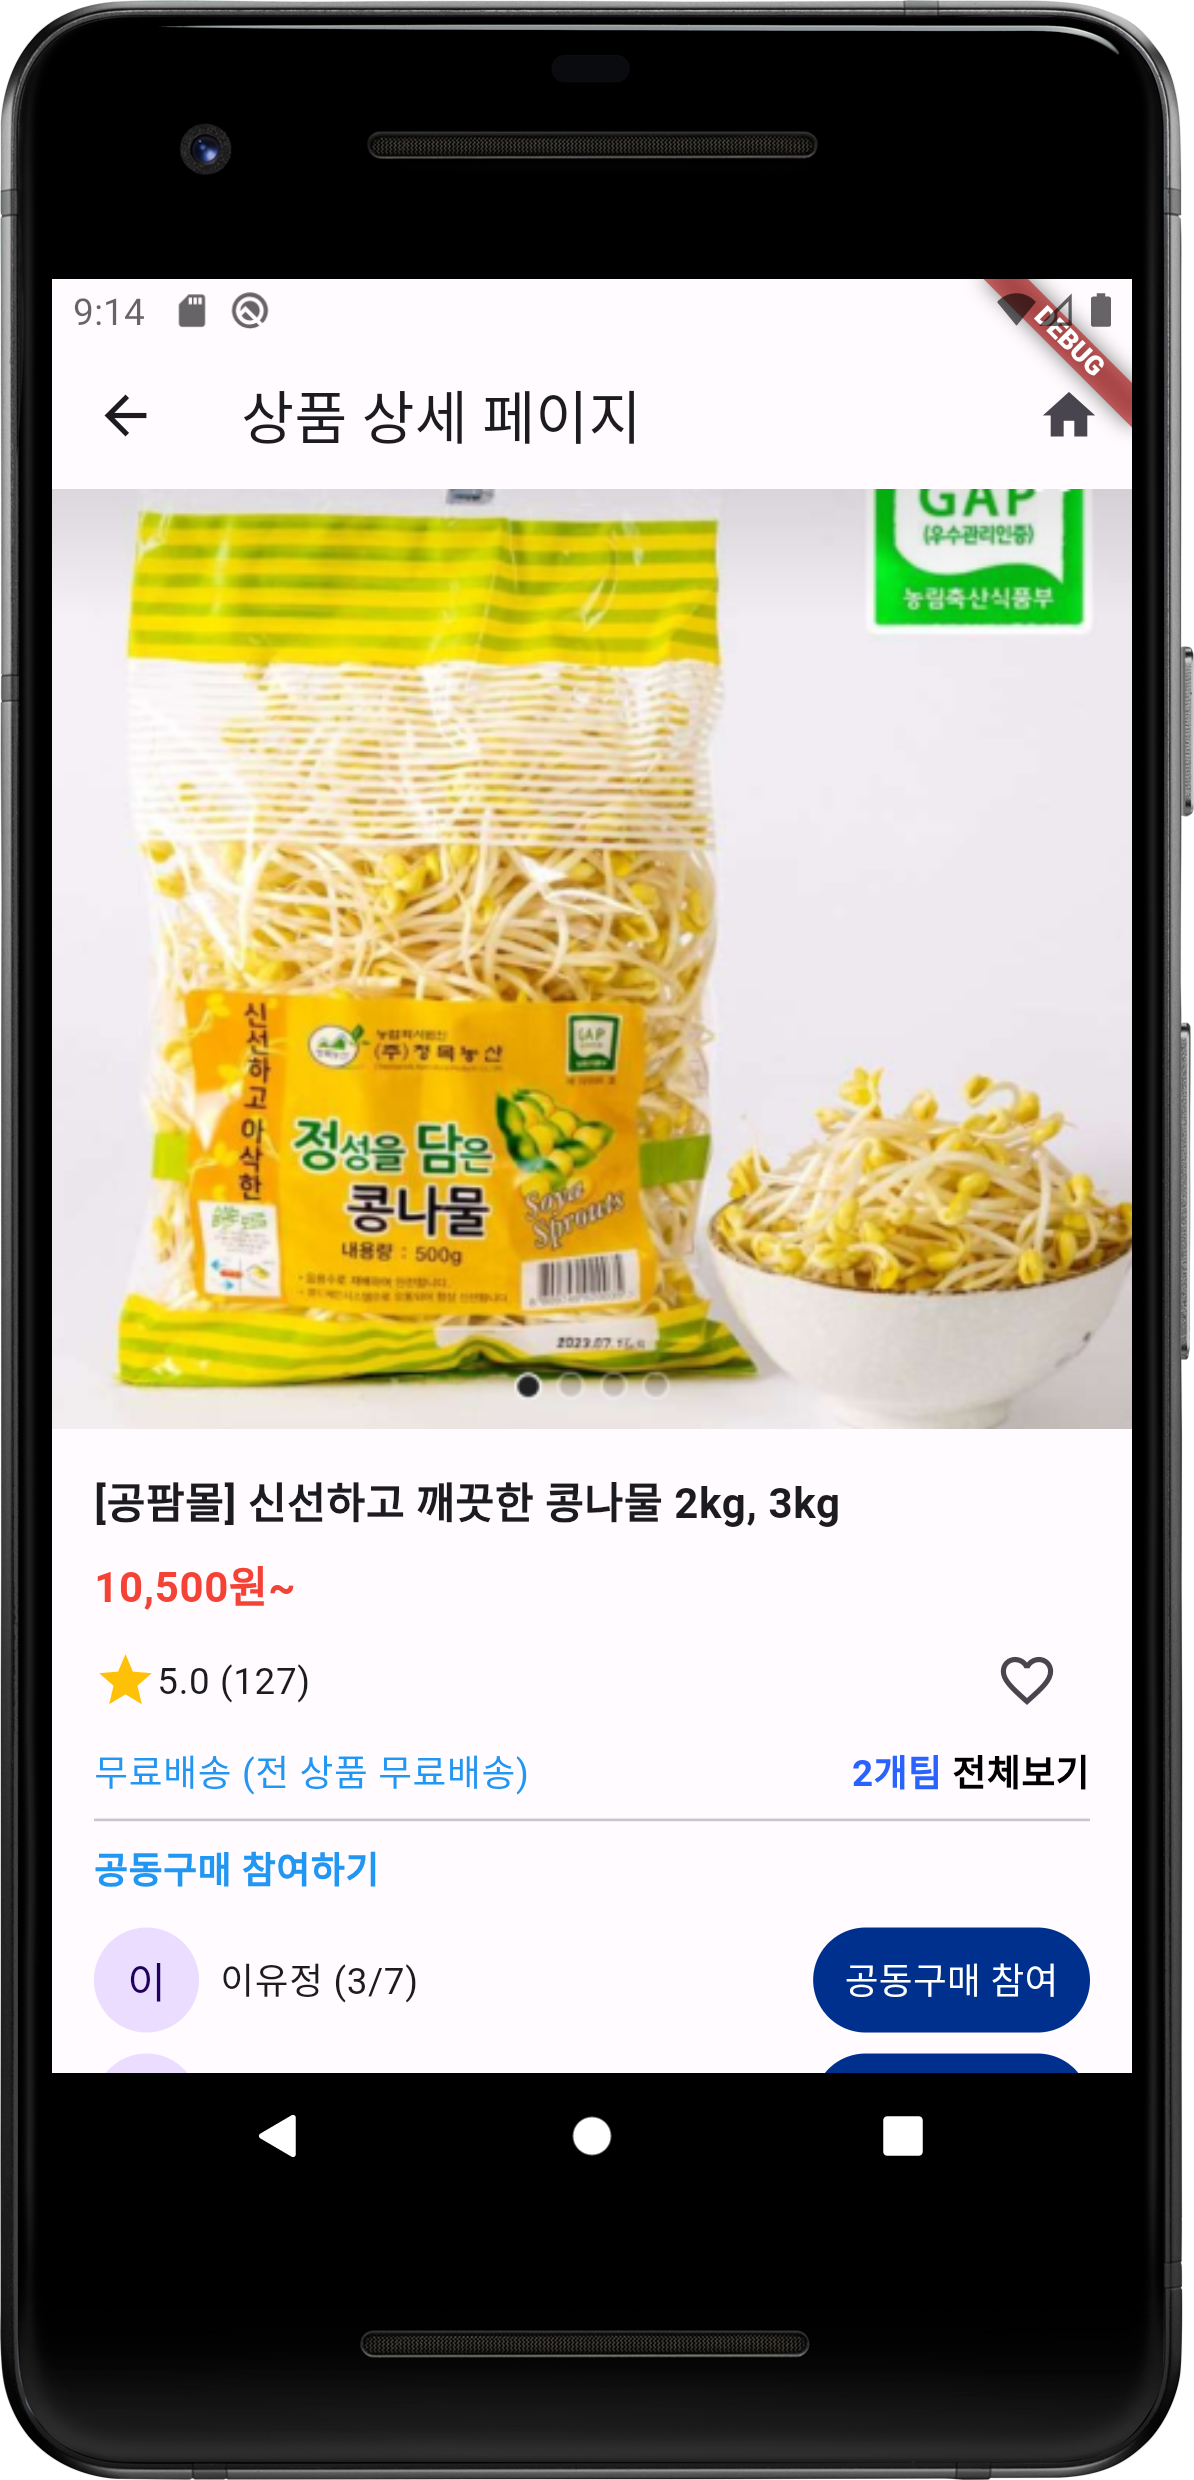 9:14
DEBUG
상품 상세 페이지
GAP
(우수관리인증)
농림축산식품부
신선하고 아삭한
(주)정목농산
GAP
정성을 담은
콩나물
Soya
Sprouts
내용량 : 500g
2023.07.
[공팜몰] 신선하고 깨끗한 콩나물 2kg, 3kg
10,500원~
5.0 (127)
무료배송 (전 상품 무료배송)
2개팀 전체보기
공동구매 참여하기
이 이유정 (3/7)
공동구매 참여